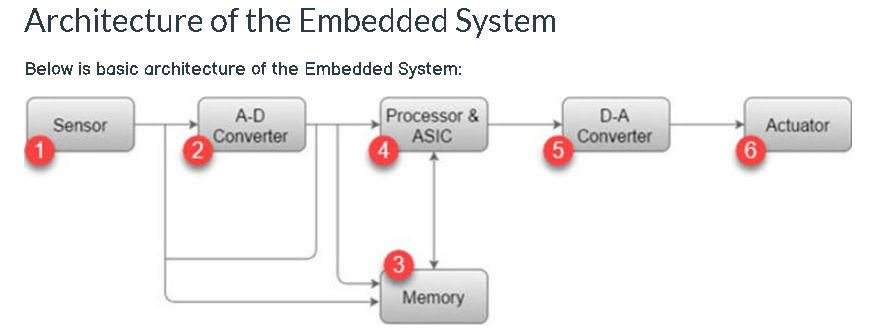 Architecture of the Embedded System
Below is basic architecture of the Embedded System:
Sensor
1
A-D
Converter
2
Processor &
ASIC
4
D-A
Converter
5
Actuator
6
3
Memory